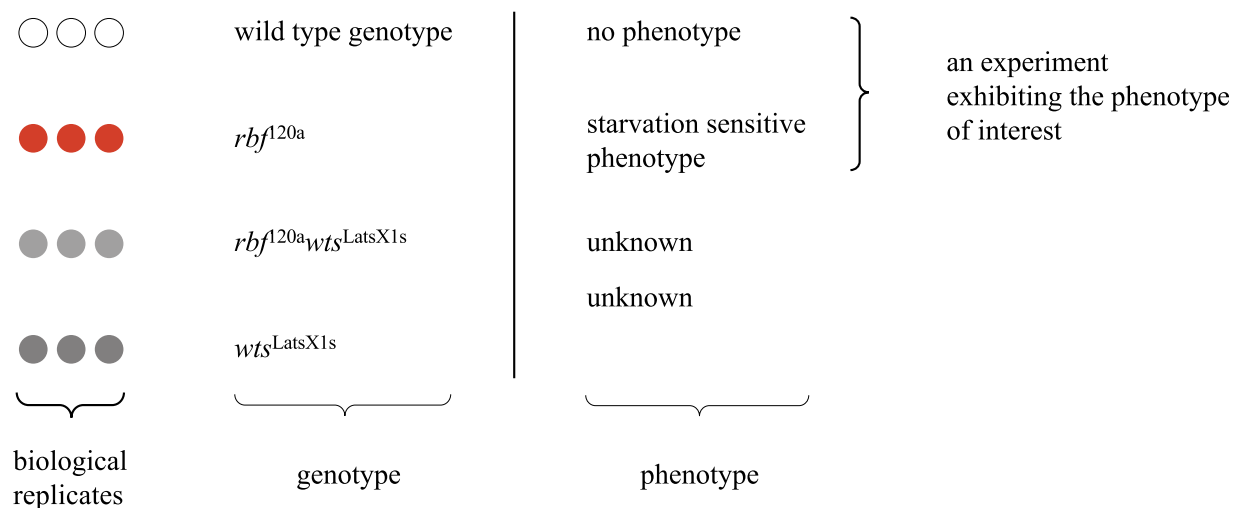 wild type genotype
no phenotype
an experiment
exhibiting the phenotype
of interest
rbf120a
starvation sensitive
phenotype
rbf120awtsLatsX1s
unknown
unknown
wtsLatsX1s
biological
replicates
genotype
phenotype